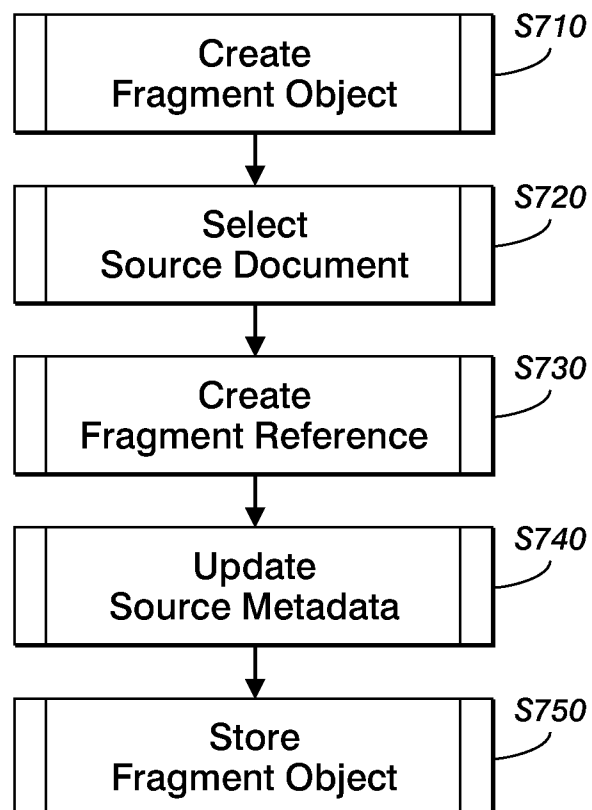 S710
Create
Fragment Object
S720
Select
Source Document
S730
Create
Fragment Reference
S740
Update
Source Metadata
S750
Store
Fragment Object